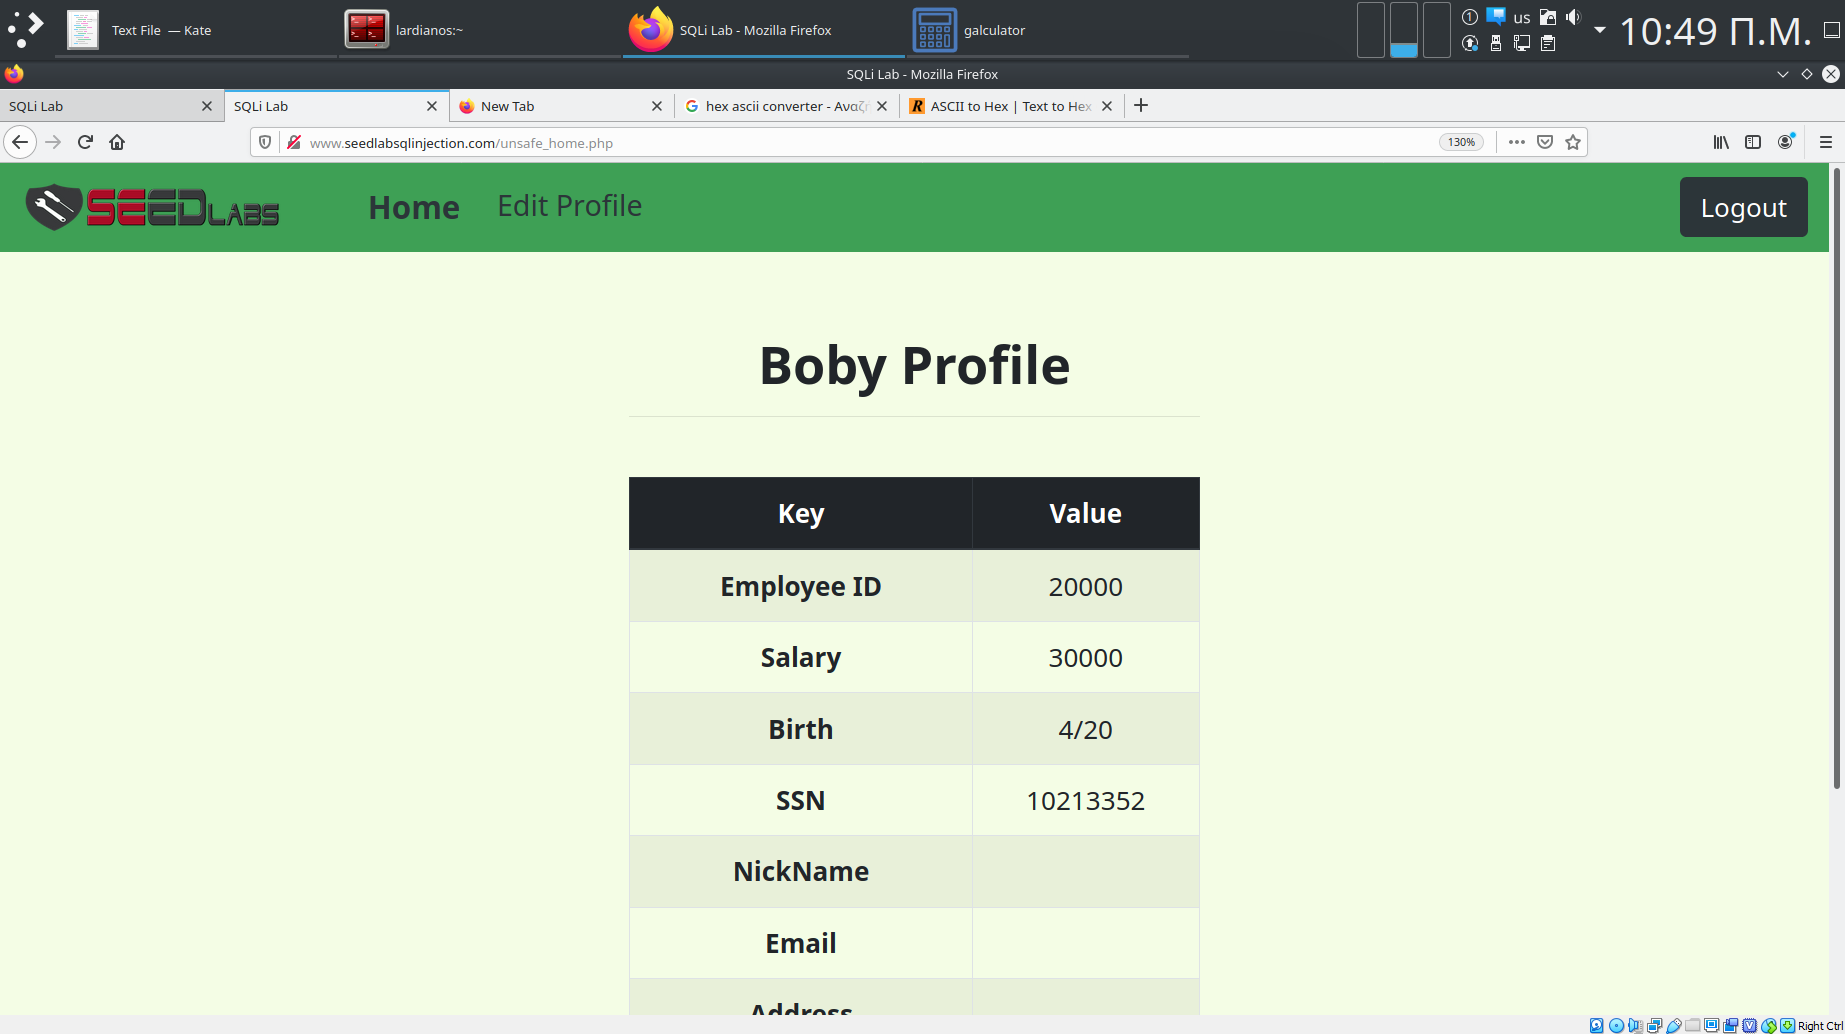 Text File — Kate
lardianos:~
SQLi Lab - Mozilla Firefox
galculator
1
us
10:49 Π.Μ.
SQLi Lab - Mozilla Firefox
SQLi Lab
SQLi Lab
New Tab
G hex ascii converter - Αναζη
R ASCII to Hex | Text to Hex
www.seedlabsqlinjection.com/unsafe_home.php
130%
SEEDLABS
Home
Edit Profile
Logout
Boby Profile
Key Value
Employee ID 20000
Salary 30000
Birth 4/20
SSN 10213352
NickName
Email
Address
Right Ctrl